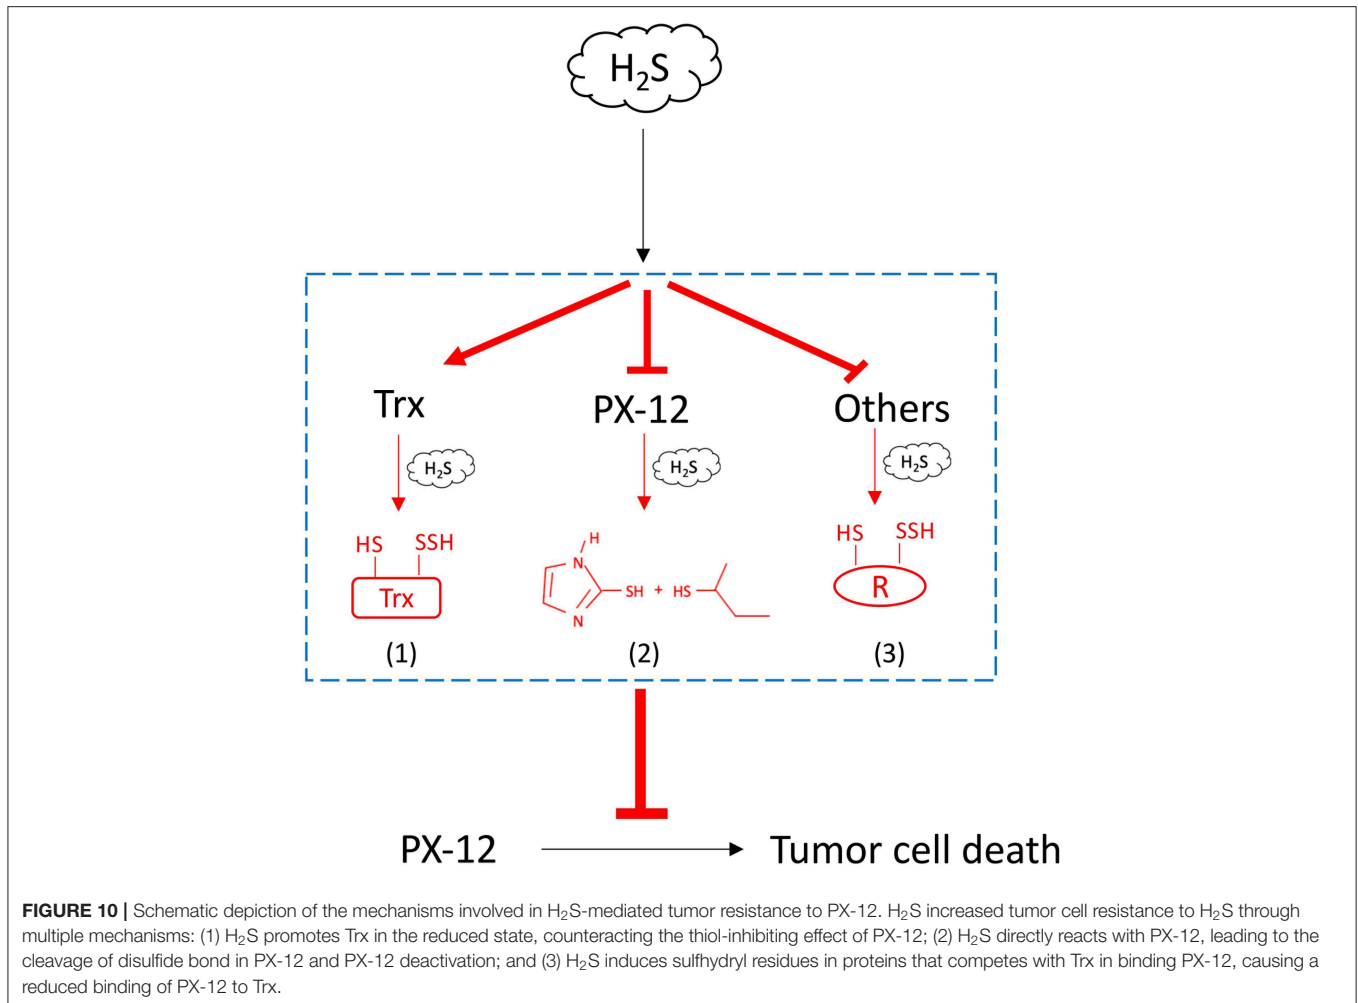 H₂S
Trx PX-12 Others
H₂S H₂S H₂S
HS SSH
Trx
H
N
SH + HS
N
HS SSH
R
(1) (2) (3)
PX-12 Tumor cell death
FIGURE 10 | Schematic depiction of the mechanisms involved in H₂S-mediated tumor resistance to PX-12. H₂S increased tumor cell resistance to H₂S through
multiple mechanisms: (1) H₂S promotes Trx in the reduced state, counteracting the thiol-inhibiting effect of PX-12; (2) H₂S directly reacts with PX-12, leading to the
cleavage of disulfide bond in PX-12 and PX-12 deactivation; and (3) H₂S induces sulfhydryl residues in proteins that competes with Trx in binding PX-12, causing a
reduced binding of PX-12 to Trx.